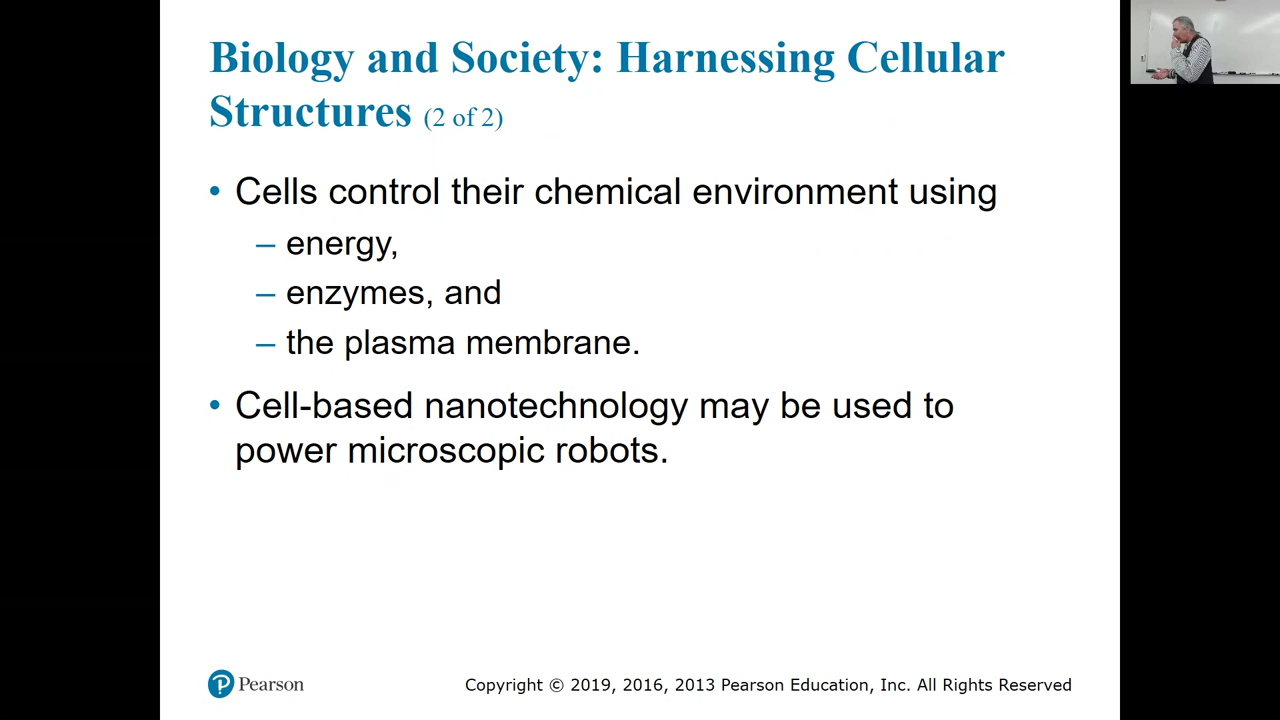 Biology and Society: Harnessing Cellular
Structures (2 of 2)
• Cells control their chemical environment using
– energy,
– enzymes, and
– the plasma membrane.
• Cell-based nanotechnology may be used to
power microscopic robots.
Pearson
Copyright © 2019, 2016, 2013 Pearson Education, Inc. All Rights Reserved